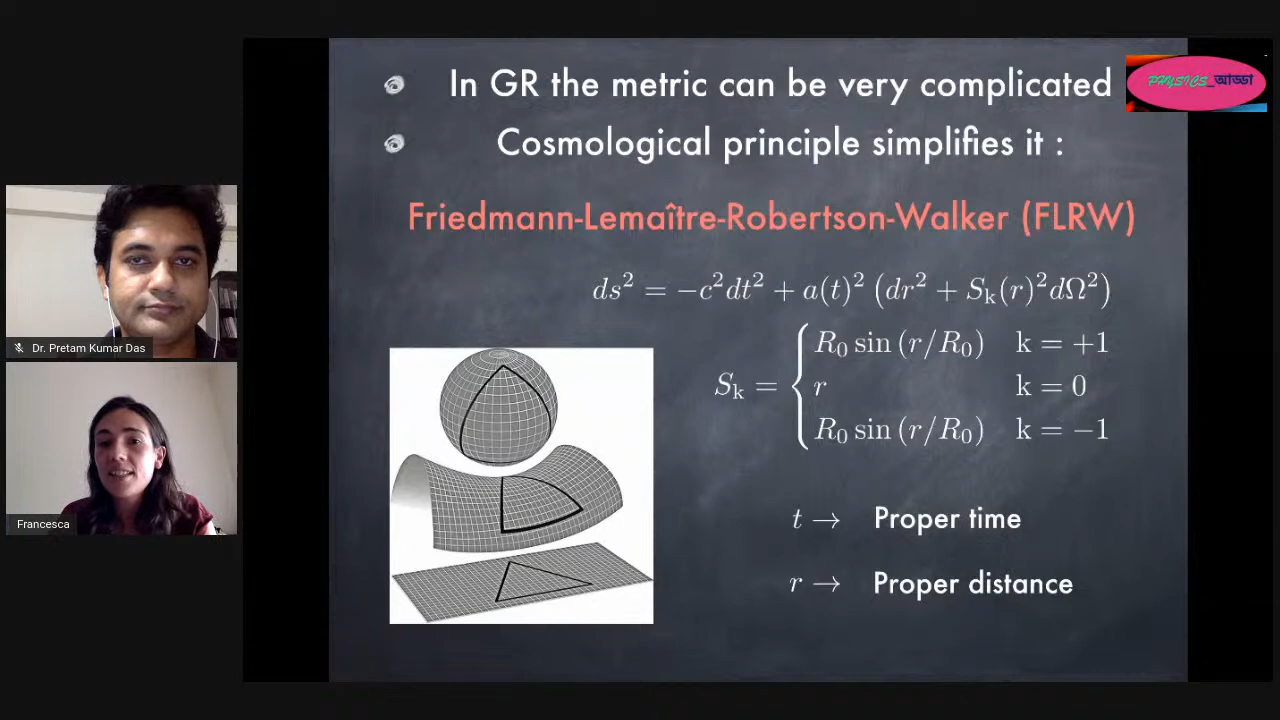 In GR the metric can be very complicated
PHYSICS_আড্ডা
Cosmological principle simplifies it :
Friedmann-Lemaître-Robertson-Walker (FLRW)
ds² = −c²dt² + a(t)² (dr² + Sₖ(r)²dΩ²)
Sₖ = { R₀ sin (r/R₀) k = +1
r k = 0
R₀ sin (r/R₀) k = −1
t → Proper time
r → Proper distance
Dr. Pretam Kumar Das
Francesca